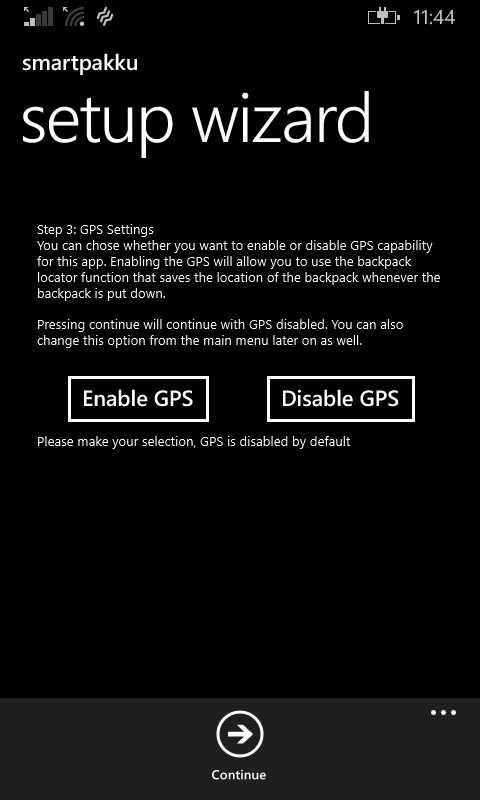 11:44
smartpakku
setup wizard
Step 3: GPS Settings
You can chose whether you want to enable or disable GPS capability
for this app. Enabling the GPS will allow you to use the backpack
locator function that saves the location of the backpack whenever the
backpack is put down.
Pressing continue will continue with GPS disabled. You can also
change this option from the main menu later on as well.
Enable GPS
Disable GPS
Please make your selection, GPS is disabled by default
Continue